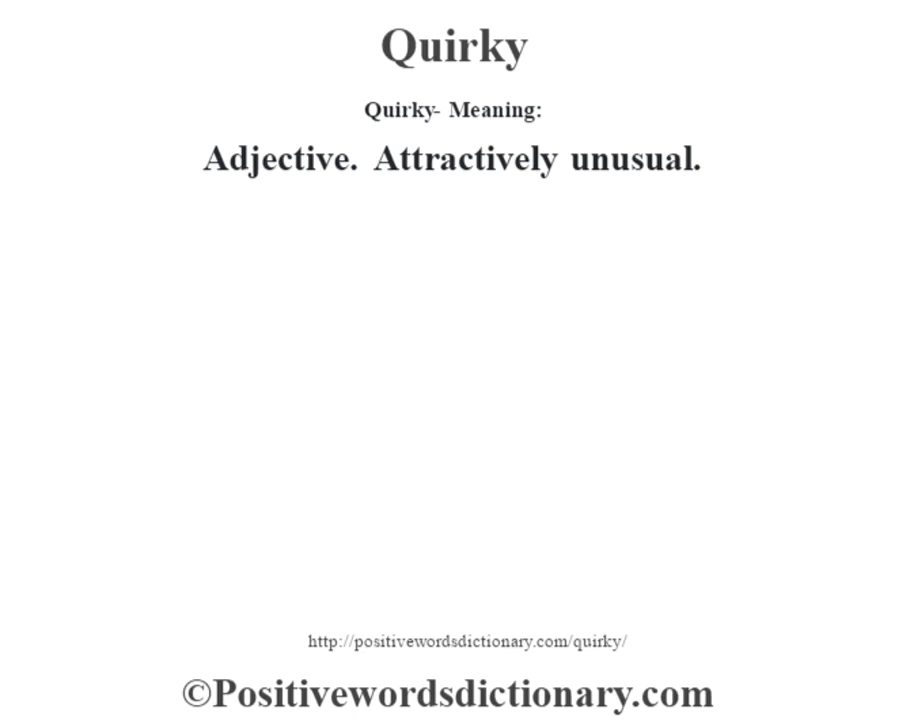 Quirky
Quirky- Meaning:
Adjective. Attractively unusual.
http://positivewordsdictionary.com/quirky/
©Positivewordsdictionary.com